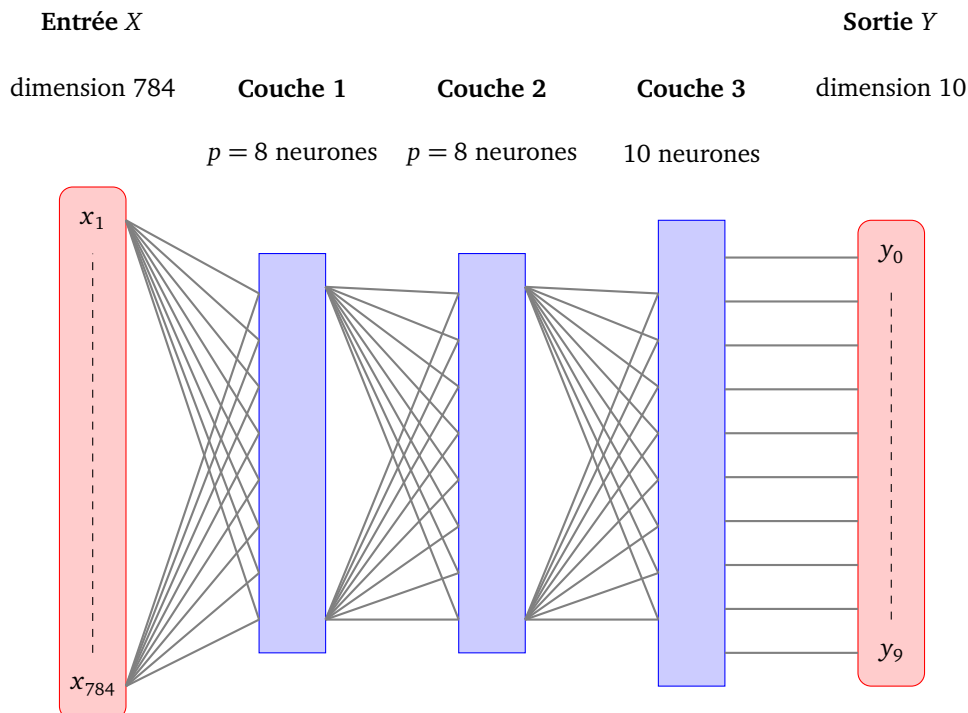 Entrée X
Sortie Y
dimension 784
Couche 1
Couche 2
Couche 3
dimension 10
p = 8 neurones
p = 8 neurones
10 neurones
x₁
y₀
y₉
x₇₈₄